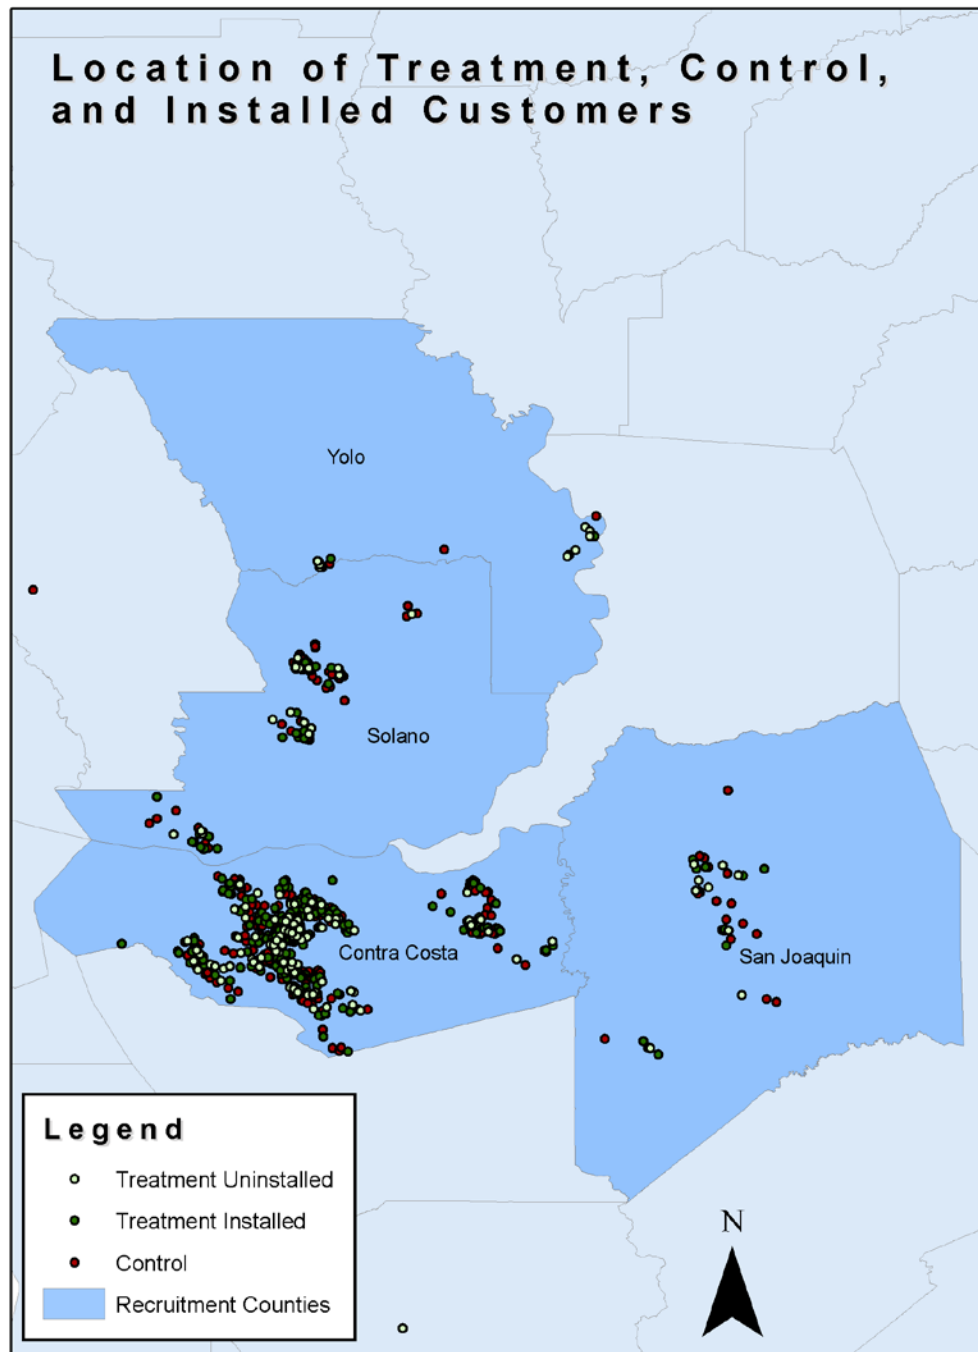 Location of Treatment, Control,
and Installed Customers
Yolo
Solano
Contra Costa
San Joaquin
Legend
Treatment Uninstalled
Treatment Installed
Control
Recruitment Counties
N